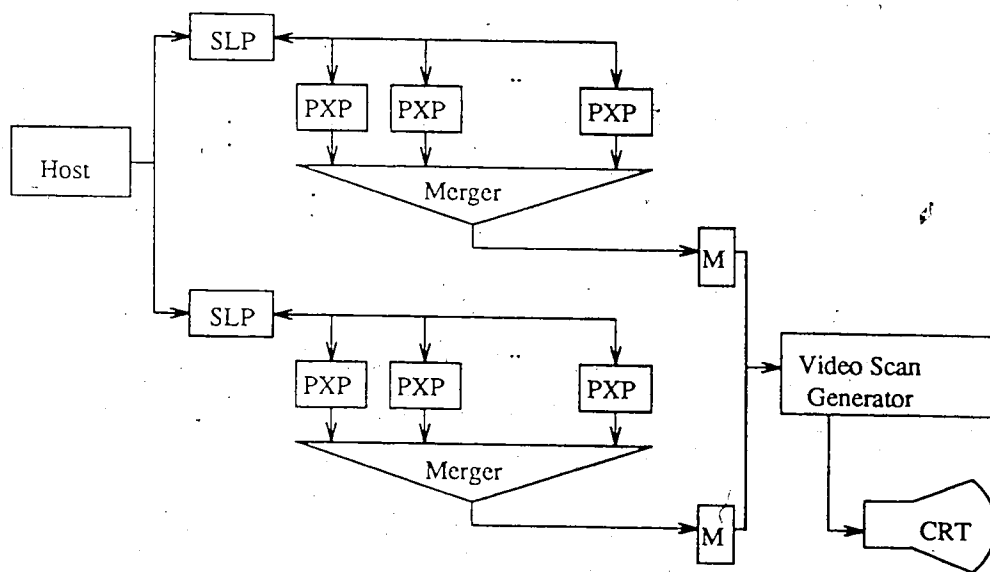 SLP
PXP PXP .. PXP
Host
Merger
M
SLP
PXP PXP .. PXP
Video Scan
Generator
Merger
M
CRT